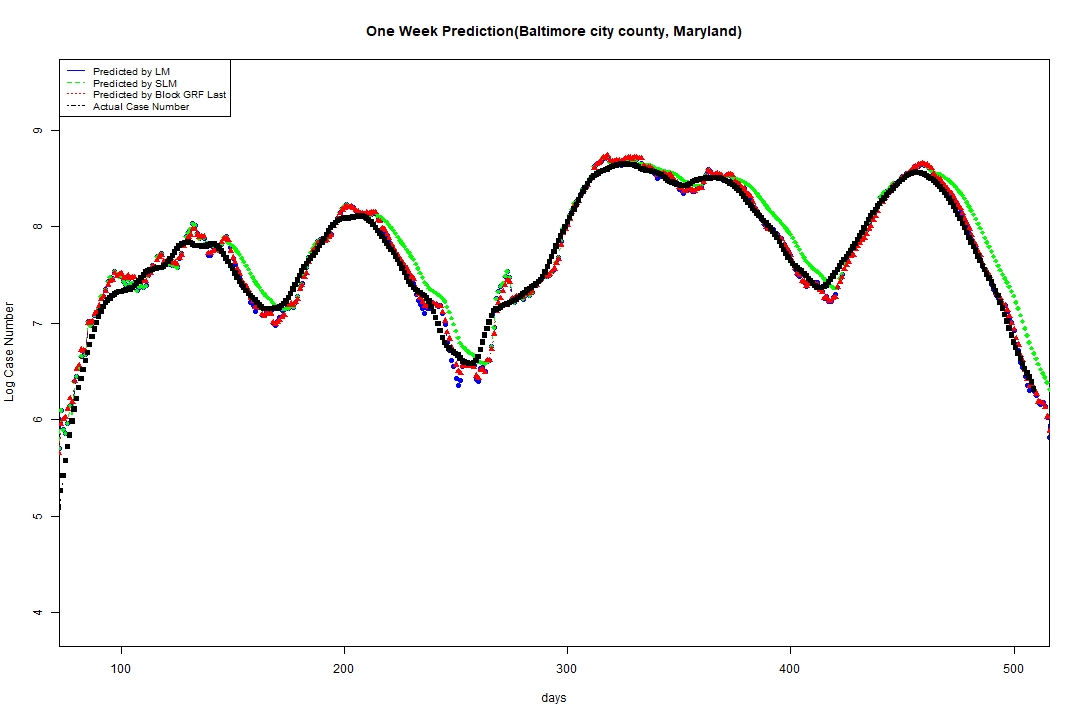 One Week Prediction(Baltimore city county, Maryland)
Predicted by LM
Predicted by SLM
Predicted by Block GRF Last
Actual Case Number
9
8
7
6
5
4
Log Case Number
100 200 300 400 500
days